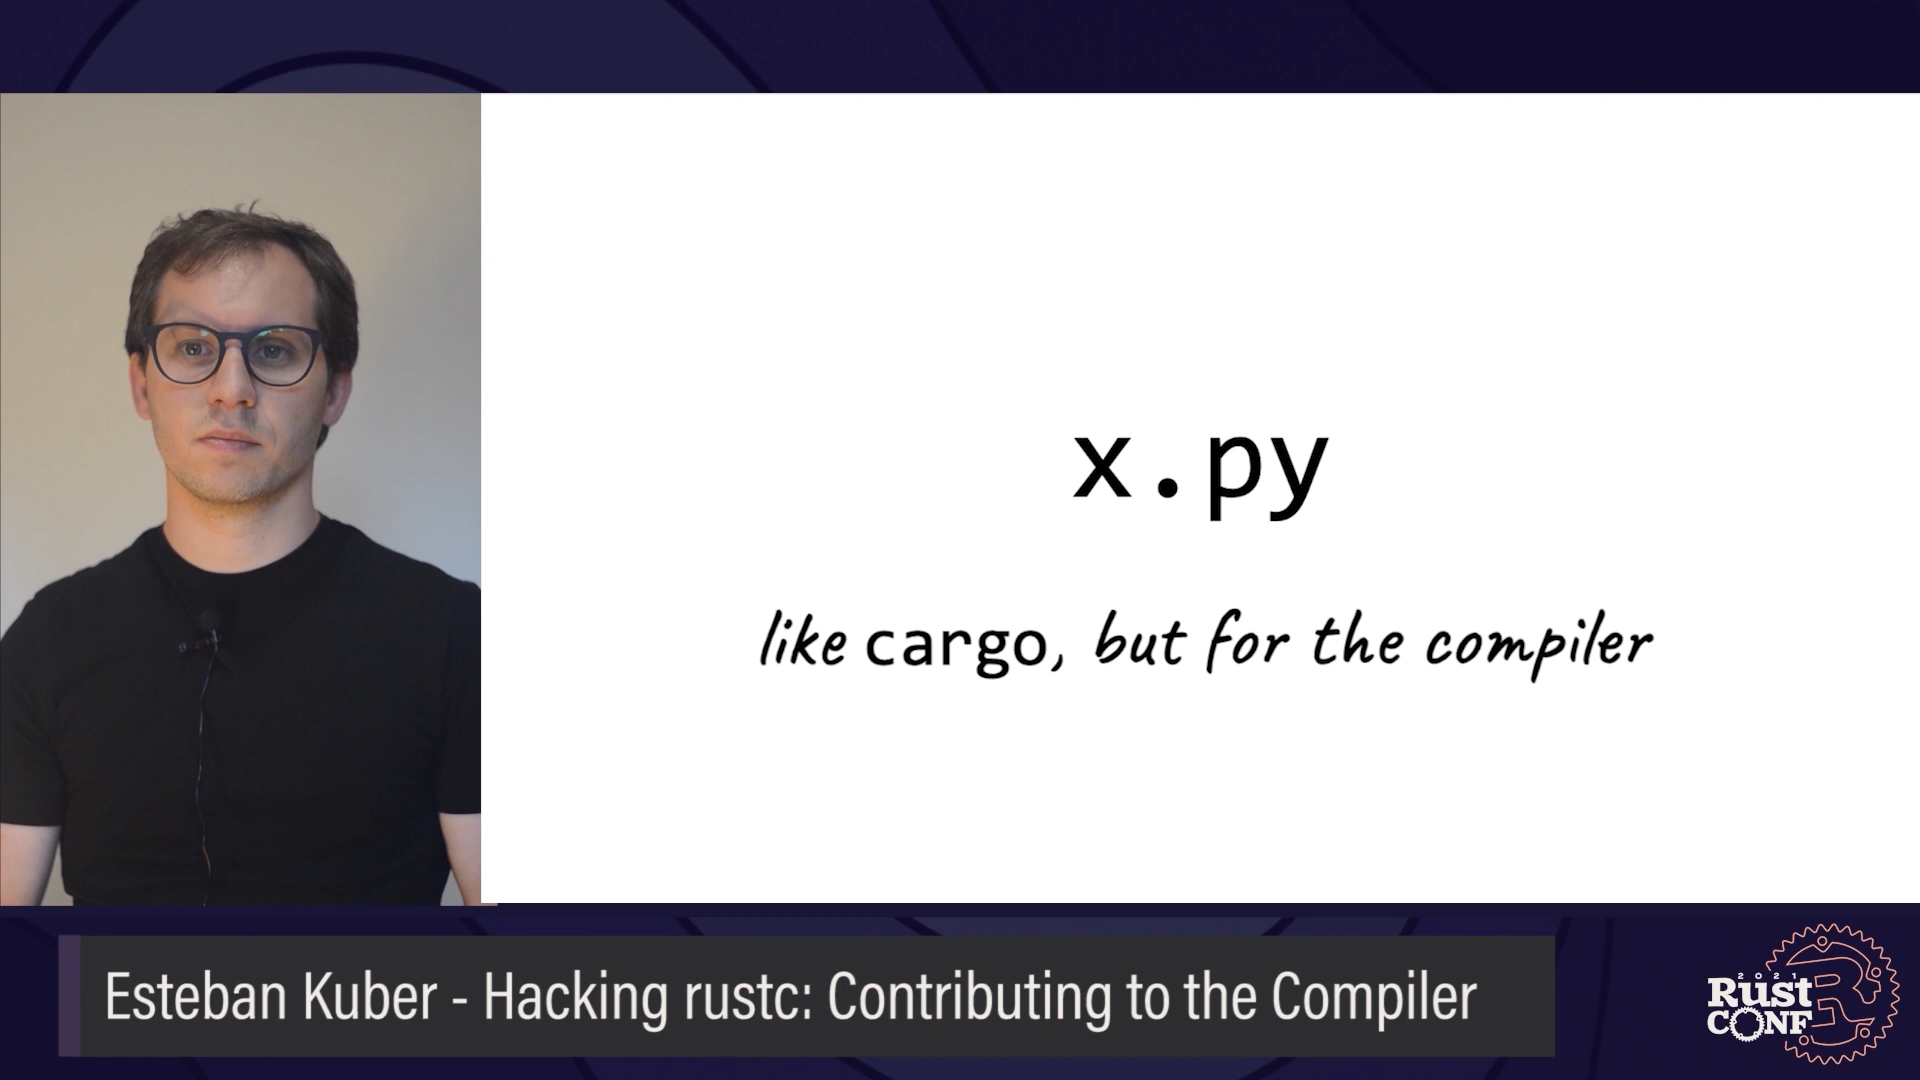 x.py
like cargo, but for the compiler
Esteban Kuber - Hacking rustc: Contributing to the Compiler
2021
Rust
CONF